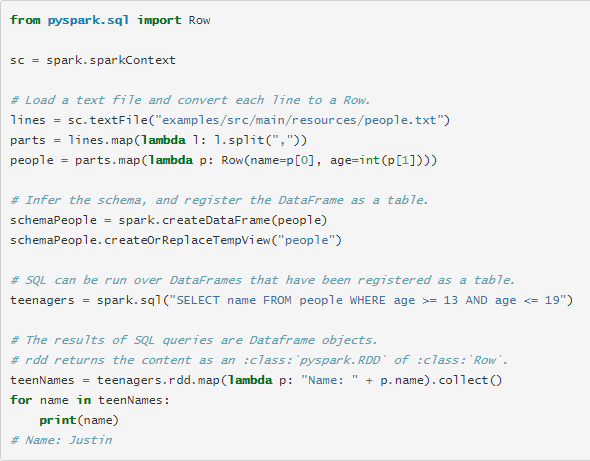 from pyspark.sql import Row
sc = spark.sparkContext
# Load a text file and convert each line to a Row.
lines = sc.textFile("examples/src/main/resources/people.txt")
parts = lines.map(lambda l: l.split(","))
people = parts.map(lambda p: Row(name=p[0], age=int(p[1])))
# Infer the schema, and register the DataFrame as a table.
schemaPeople = spark.createDataFrame(people)
schemaPeople.createOrReplaceTempView("people")
# SQL can be run over DataFrames that have been registered as a table.
teenagers = spark.sql("SELECT name FROM people WHERE age >= 13 AND age <= 19")
# The results of SQL queries are Dataframe objects.
# rdd returns the content as an :class:`pyspark.RDD` of :class:`Row`.
teenNames = teenagers.rdd.map(lambda p: "Name: " + p.name).collect()
for name in teenNames:
    print(name)
# Name: Justin